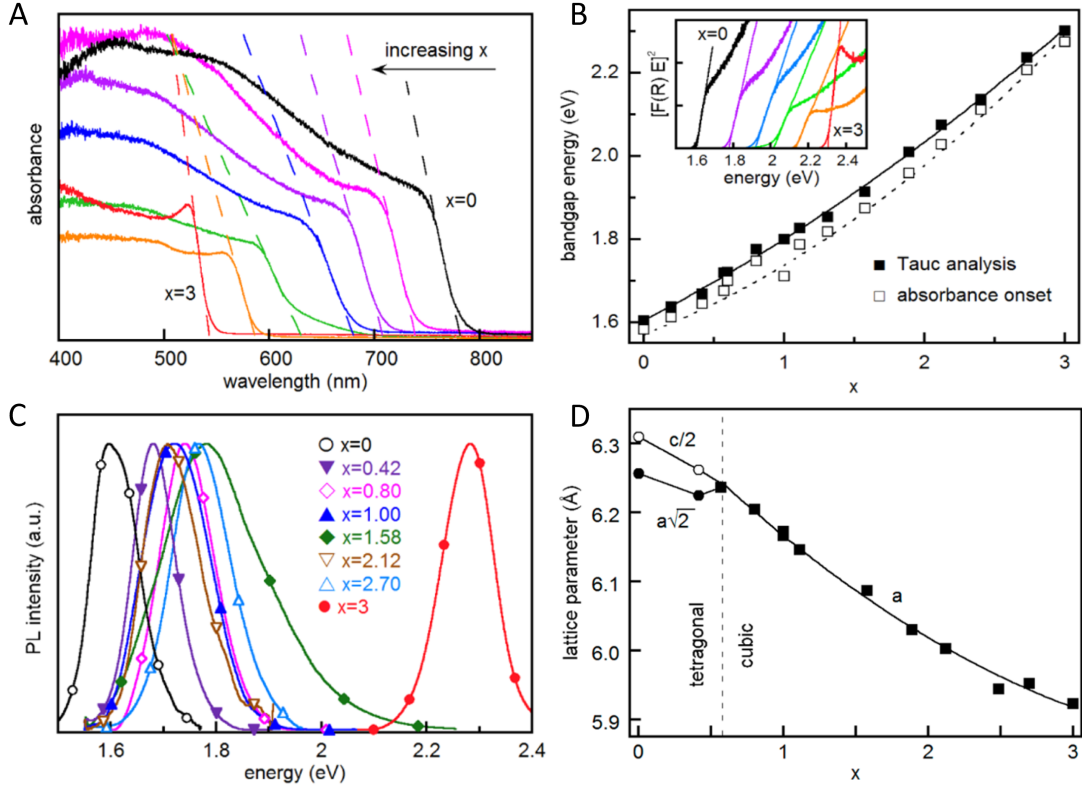 A
increasing x
x=0
x=3
absorbance
400 500 600 700 800
wavelength (nm)
B
x=0
x=3
[F(R) E]²
1.6 1.8 2 2.2 2.4
energy (eV)
Tauc analysis
absorbance onset
bandgap energy (eV)
2.2
2.0
1.8
1.6
0.0 1.0 2.0 3.0
x
C
x=0
x=0.42
x=0.80
x=1.00
x=1.58
x=2.12
x=2.70
x=3
PL intensity (a.u.)
1.6 1.8 2 2.2 2.4
energy (eV)
D
c/2
a√2
a
tetragonal
cubic
lattice parameter (Å)
6.3
6.2
6.1
6.0
5.9
0 1 2 3
x